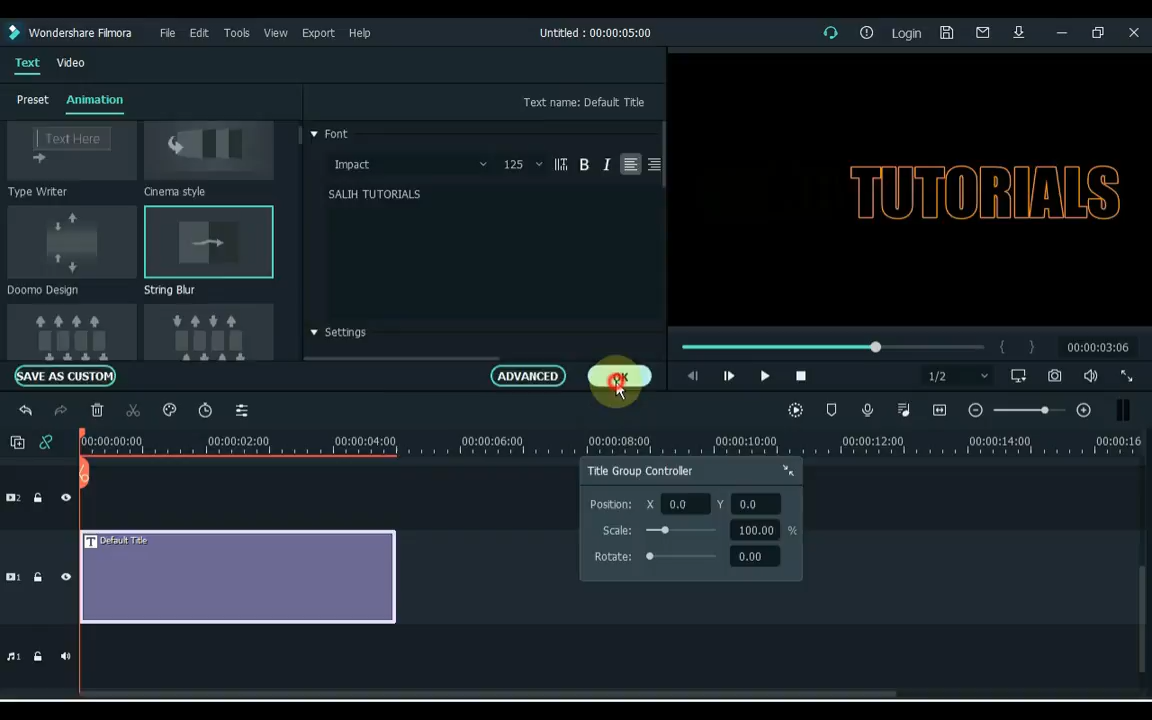 Wondershare Filmora File Edit Tools View Export Help Untitled : 00:00:05:00 Login
Text Video
Preset Animation Text name: Default Title
Text Here
Font
Impact 125 B I
Type Writer Cinema style
SALIH TUTORIALS
TUTORIALS
Doomo Design String Blur
Settings
00:00:03:06
SAVE AS CUSTOM ADVANCED OK
1/2
00:00:00:00 00:00:02:00 00:00:04:00 00:00:06:00 00:00:08:00 00:00:10:00 00:00:12:00 00:00:14:00 00:00:16
Title Group Controller
Position: X 0.0 Y 0.0
Scale: 100.00 %
Rotate: 0.00
2
T Default Title
1
1